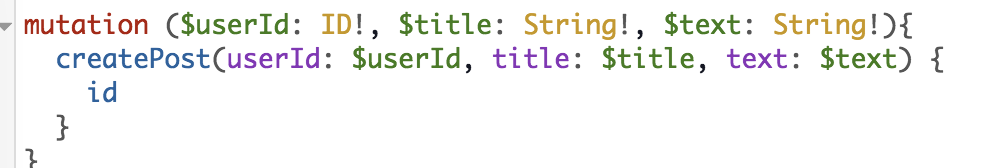 mutation ($userId: ID!, $title: String!, $text: String!){
  createPost(userId: $userId, title: $title, text: $text) {
    id
  }
}